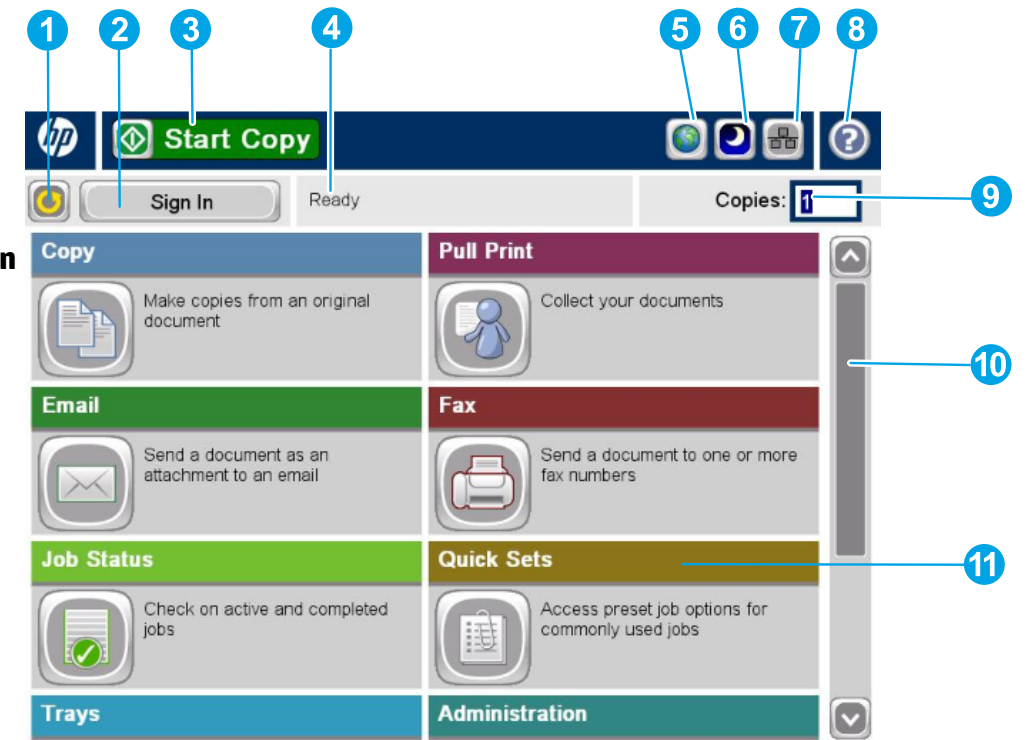 1 2 3 4 5 6 7 8
hp Start Copy
Sign In Ready Copies: 1 9
n
Copy Pull Print
Make copies from an original Collect your documents
document
10
Email Fax
Send a document as an Send a document to one or more
attachment to an email fax numbers
Job Status Quick Sets 11
Check on active and completed Access preset job options for
jobs commonly used jobs
Trays Administration